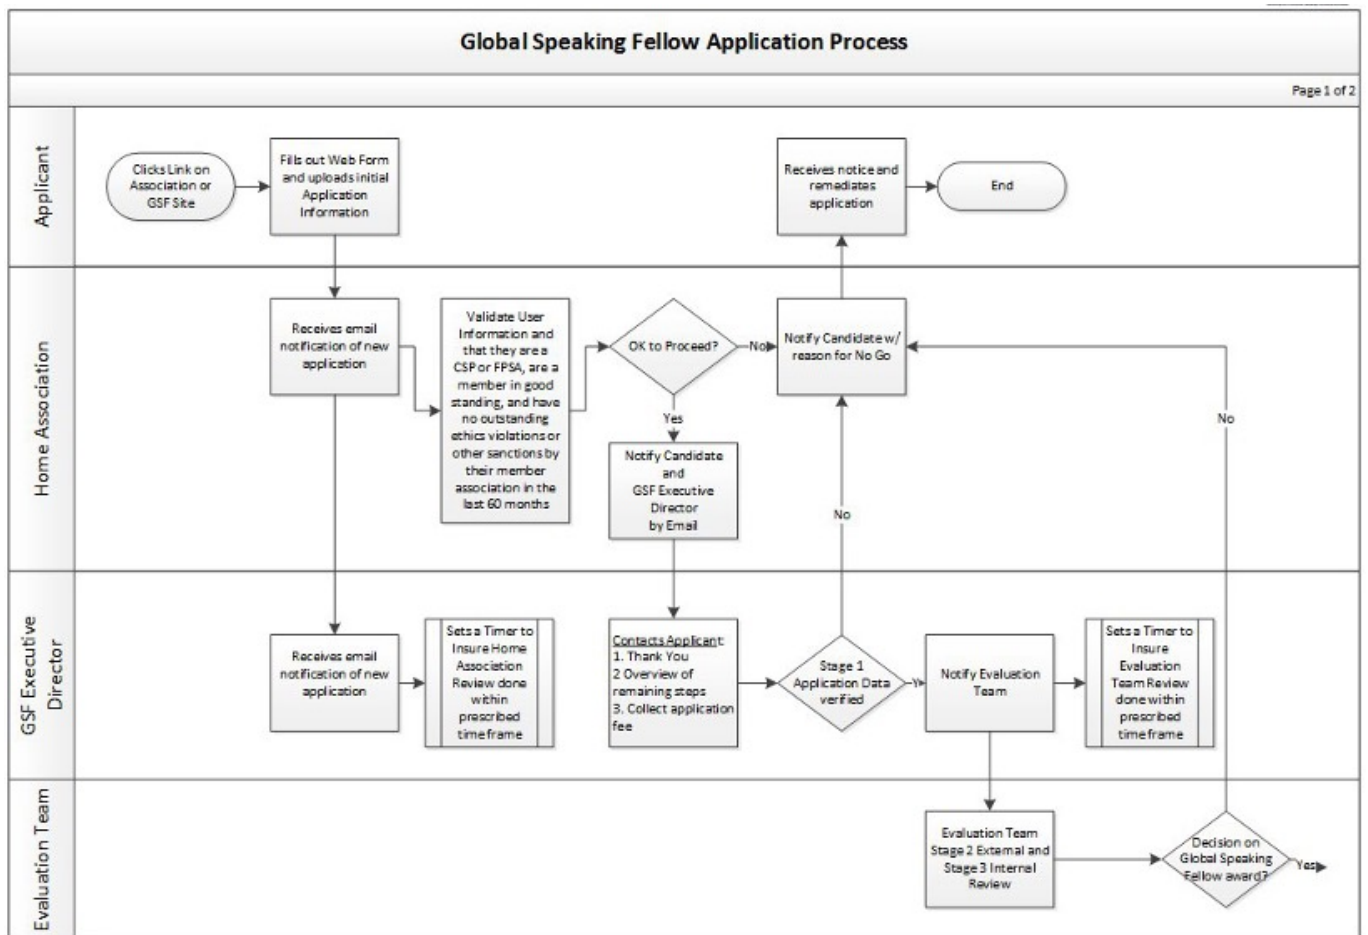 Global Speaking Fellow Application Process
Page 1 of 2
Applicant
Clicks Link on
Association or
GSF Site
Fills out Web Form
and uploads initial
Application
Information
Receives notice and
remediates
application
End
Home Association
Receives email
notification of new
application
Validate User
Information and
that they are a
CSP or FPSA, are a
member in good
standing, and have
no outstanding
ethics violations or
other sanctions by
their member
association in the
last 60 months
OK to Proceed?
No
Notify Candidate w/
reason for No Go
Yes
Notify Candidate
and
GSF Executive
Director
by Email
No
No
GSF Executive
Director
Receives email
notification of new
application
Sets a Timer to
Insure Home
Association
Review done
within
prescribed
timeframe
Contacts Applicant:
1. Thank You
2 Overview of
remaining steps
3. Collect application
fee
Stage 1
Application Data
verified
Y
Notify Evaluation
Team
Sets a Timer to
Insure
Evaluation
Team Review
done within
prescribed
timeframe
Evaluation Team
Evaluation Team
Stage 2 External and
Stage 3 Internal
Review
Decision on
Global Speaking
Fellow award?
Yes